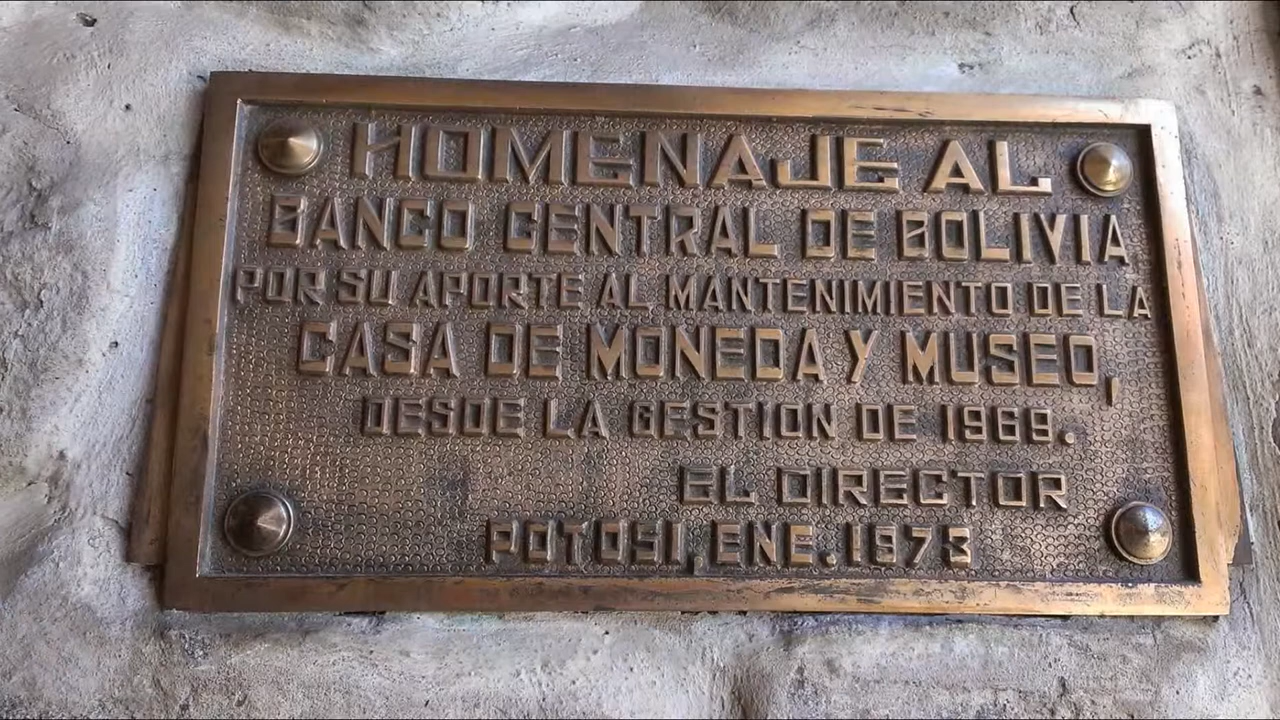 HOMENAJE AL
BANCO CENTRAL DE BOLIVIA
POR SU APORTE AL MANTENIMIENTO DE LA
CASA DE MONEDA Y MUSEO,
DESDE LA GESTION DE 1969.
EL DIRECTOR
POTOSI, ENE. 1973